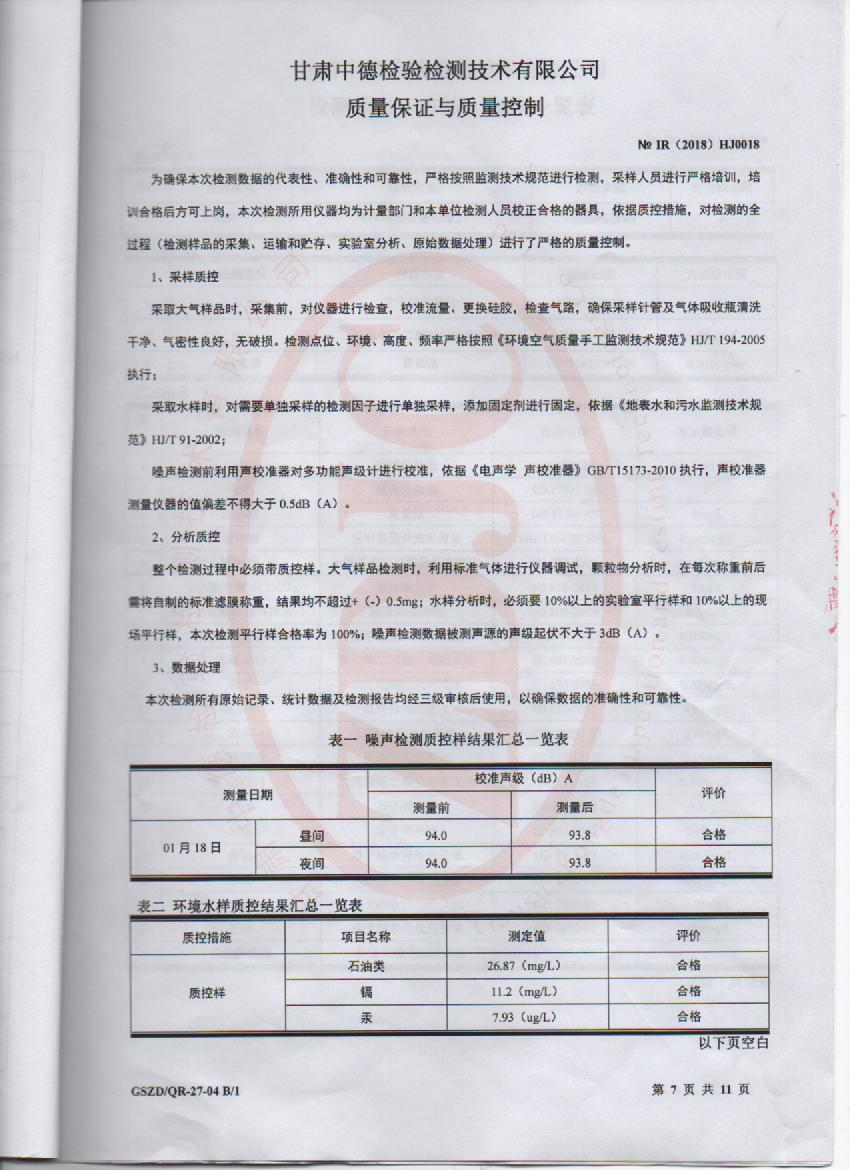 甘肃中德检验检测技术有限公司
质量保证与质量控制
№ IR（2018）HJ0018
为确保本次检测数据的代表性、准确性和可靠性，严格按照监测技术规范进行检测，采样人员进行严格培训，培
训合格后方可上岗，本次检测所用仪器均为计量部门和本单位检测人员校正合格的器具，依据质控措施，对检测的全
过程（检测样品的采集、运输和贮存、实验室分析、原始数据处理）进行了严格的质量控制。
1、采样质控
采取大气样品时，采集前，对仪器进行检查，校准流量、更换硅胶，检查气路，确保采样针管及气体吸收瓶清洗
干净、气密性良好，无破损。检测点位、环境、高度、频率严格按照《环境空气质量手工监测技术规范》HJ/T 194-2005
执行；
采取水样时，对需要单独采样的检测因子进行单独采样，添加固定剂进行固定，依据《地表水和污水监测技术规
范》HJ/T 91-2002；
噪声检测前利用声校准器对多功能声级计进行校准，依据《电声学 声校准器》GB/T15173-2010 执行，声校准器
测量仪器的值偏差不得大于 0.5dB（A）。
2、分析质控
整个检测过程中必须带质控样。大气样品检测时，利用标准气体进行仪器调试，颗粒物分析时，在每次称重前后
需将自制的标准滤膜称重，结果均不超过+（-）0.5mg；水样分析时，必须要 10%以上的实验室平行样和 10%以上的现
场平行样，本次检测平行样合格率为 100%；噪声检测数据被测声源的声级起伏不大于 3dB（A）。
3、数据处理
本次检测所有原始记录、统计数据及检测报告均经三级审核后使用，以确保数据的准确性和可靠性。
表一 噪声检测质控样结果汇总一览表
测量日期 校准声级（dB）A 评价
测量前 测量后
01 月 18 日 昼间 94.0 93.8 合格
夜间 94.0 93.8 合格
表二 环境水样质控结果汇总一览表
质控措施 项目名称 测定值 评价
质控样 石油类 26.87（mg/L） 合格
镉 11.2（mg/L） 合格
汞 7.93（ug/L） 合格
以下页空白
GSZD/QR-27-04 B/1
第 7 页 共 11 页